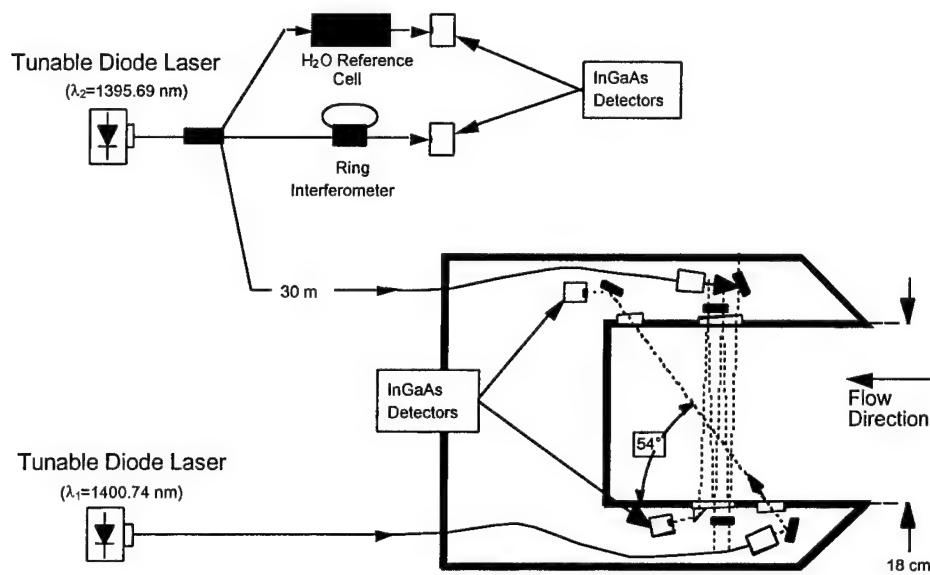 Tunable Diode Laser
(λ₂=1395.69 nm)
H₂O Reference
Cell
InGaAs
Detectors
Ring
Interferometer
30 m
InGaAs
Detectors
Flow
Direction
54°
Tunable Diode Laser
(λ₁=1400.74 nm)
18 cm